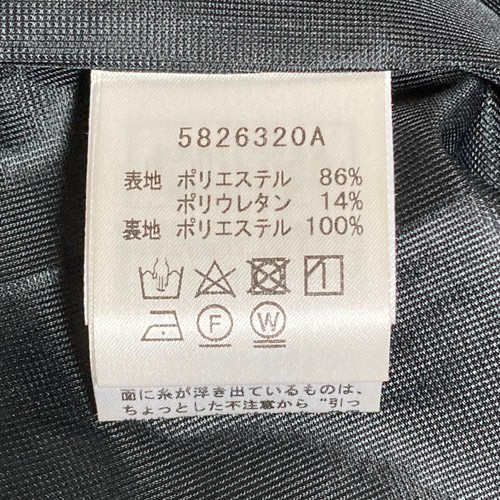 5826320A
表地 ポリエステル 86%
ポリウレタン 14%
裏地 ポリエステル 100%
F W
面に糸が浮き出ているものは、
ちょっとした不注意から "引っ